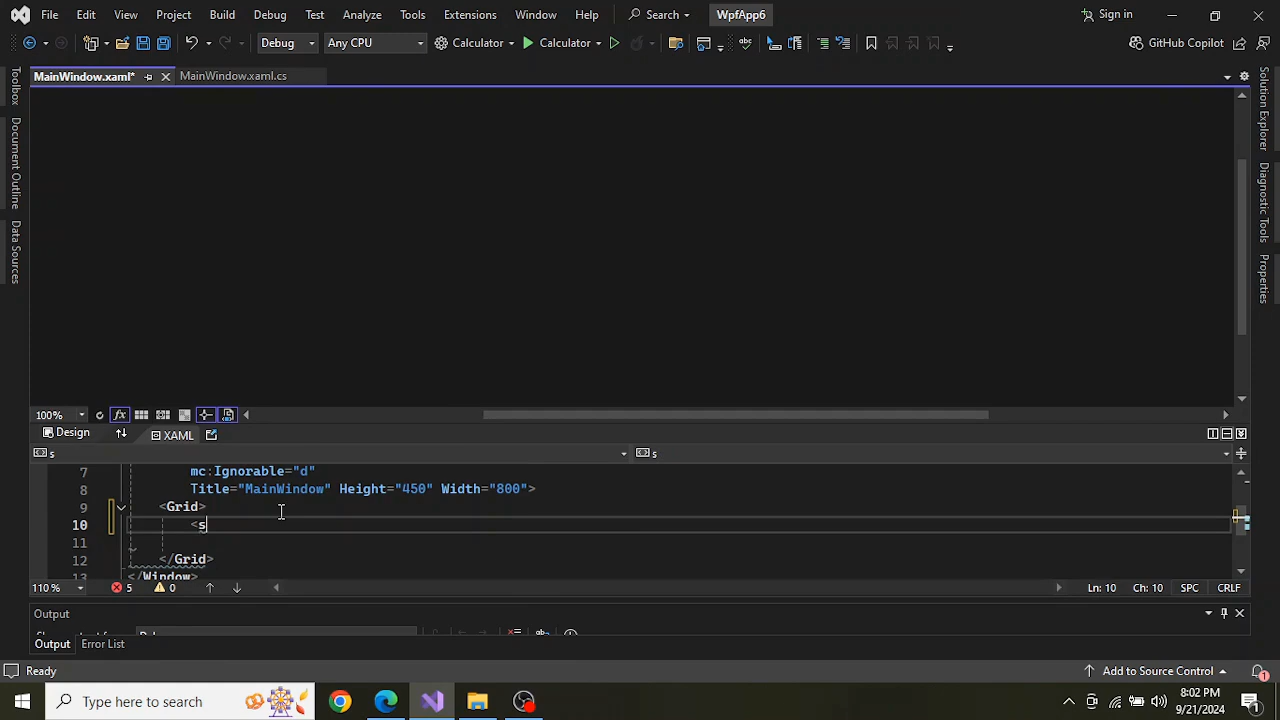 File Edit View Git Project Build Debug Test Analyze Tools Extensions Window Help Search WpfApp6 Sign in
Debug Any CPU Calculator Calculator GitHub Copilot
MainWindow.xaml* MainWindow.xaml.cs
Toolbox
Document Outline
Data Sources
Solution Explorer
Diagnostic Tools
Properties
100%
Design XAML
s s
7 mc:Ignorable="d"
8 Title="MainWindow" Height="450" Width="800">
9 <Grid>
10 <s
11
12 </Grid>
13 </Window>
110% 5 0 Ln: 10 Ch: 10 SPC CRLF
Output
Output Error List
Ready Add to Source Control 1
Type here to search 8:02 PM
9/21/2024 1